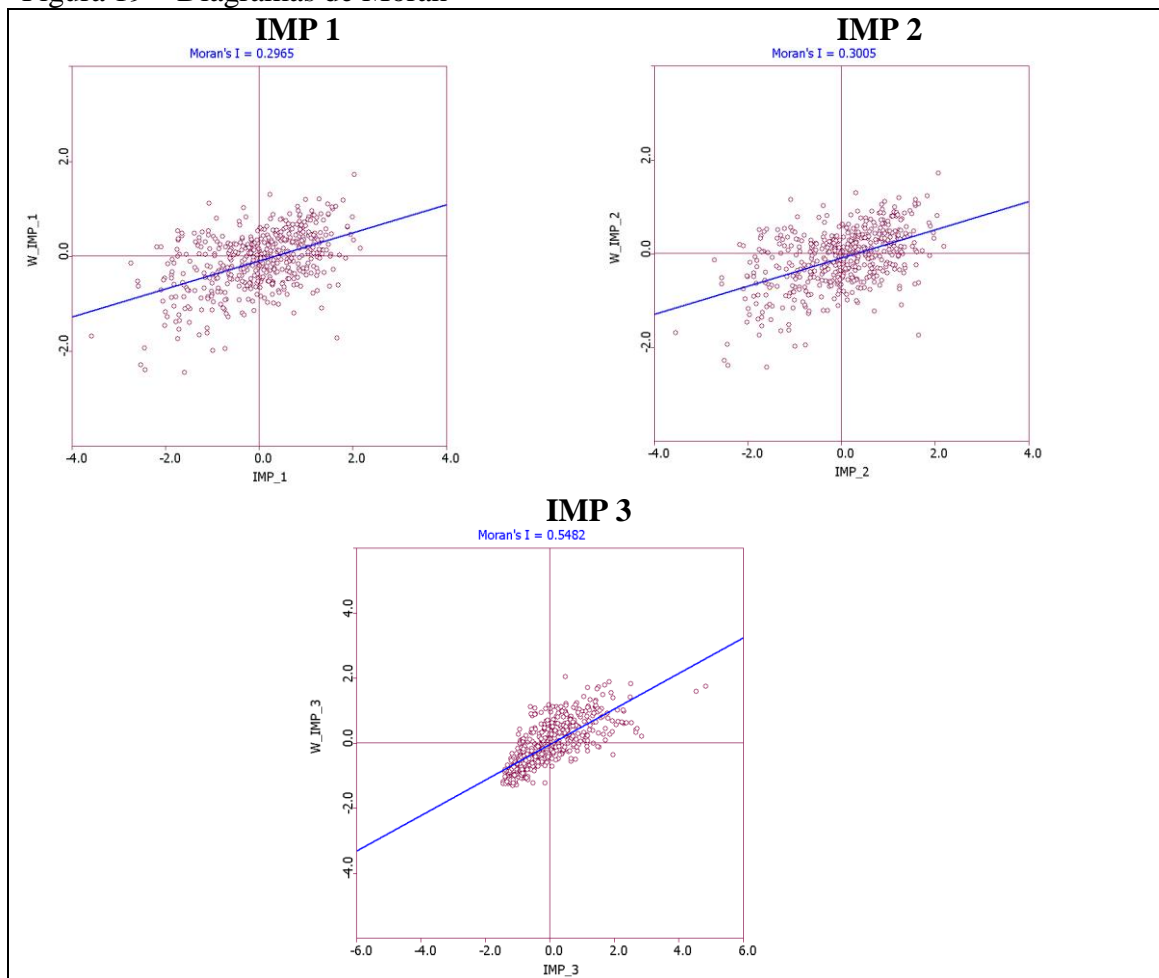 Figura 19 – Diagramas de Moran
IMP 1
Moran's I = 0.2965
2.0
0.0
-2.0
W_IMP_1
-4.0 -2.0 0.0 2.0 4.0
IMP_1
IMP 2
Moran's I = 0.3005
2.0
0.0
-2.0
W_IMP_2
-4.0 -2.0 0.0 2.0 4.0
IMP_2
IMP 3
Moran's I = 0.5482
4.0
2.0
0.0
-2.0
-4.0
W_IMP_3
-6.0 -4.0 -2.0 0.0 2.0 4.0 6.0
IMP_3